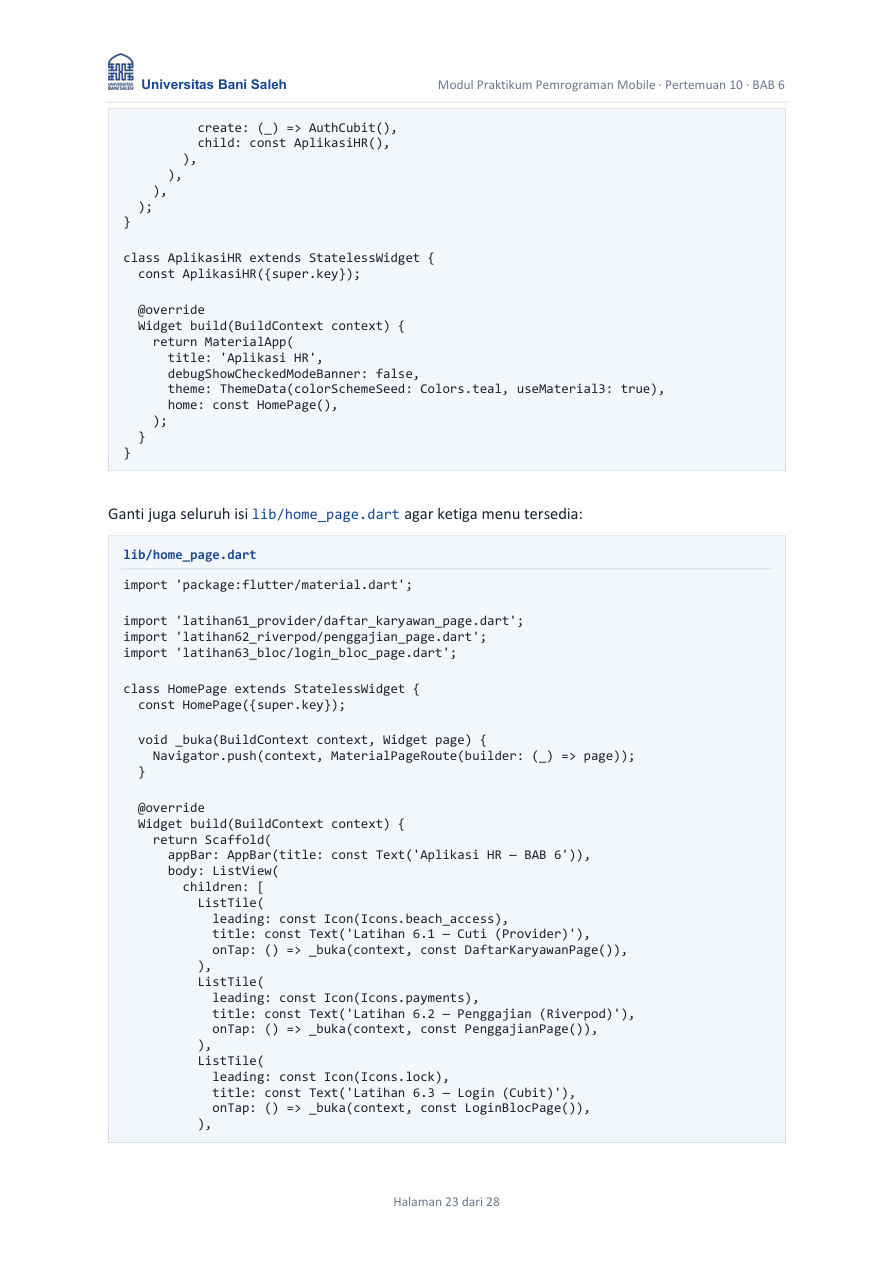 UNIVERSITAS
BANI SALEH
Universitas Bani Saleh
Modul Praktikum Pemrograman Mobile · Pertemuan 10 · BAB 6
          create: (_) => AuthCubit(),
          child: const AplikasiHR(),
        ),
      ),
    ),
  );
}
class AplikasiHR extends StatelessWidget {
  const AplikasiHR({super.key});
  @override
  Widget build(BuildContext context) {
    return MaterialApp(
      title: 'Aplikasi HR',
      debugShowCheckedModeBanner: false,
      theme: ThemeData(colorSchemeSeed: Colors.teal, useMaterial3: true),
      home: const HomePage(),
    );
  }
}
Ganti juga seluruh isi lib/home_page.dart agar ketiga menu tersedia:
lib/home_page.dart
import 'package:flutter/material.dart';
import 'latihan61_provider/daftar_karyawan_page.dart';
import 'latihan62_riverpod/penggajian_page.dart';
import 'latihan63_bloc/login_bloc_page.dart';
class HomePage extends StatelessWidget {
  const HomePage({super.key});
  void _buka(BuildContext context, Widget page) {
    Navigator.push(context, MaterialPageRoute(builder: (_) => page));
  }
  @override
  Widget build(BuildContext context) {
    return Scaffold(
      appBar: AppBar(title: const Text('Aplikasi HR — BAB 6')),
      body: ListView(
        children: [
          ListTile(
            leading: const Icon(Icons.beach_access),
            title: const Text('Latihan 6.1 — Cuti (Provider)'),
            onTap: () => _buka(context, const DaftarKaryawanPage()),
          ),
          ListTile(
            leading: const Icon(Icons.payments),
            title: const Text('Latihan 6.2 — Penggajian (Riverpod)'),
            onTap: () => _buka(context, const PenggajianPage()),
          ),
          ListTile(
            leading: const Icon(Icons.lock),
            title: const Text('Latihan 6.3 — Login (Cubit)'),
            onTap: () => _buka(context, const LoginBlocPage()),
          ),
Halaman 23 dari 28